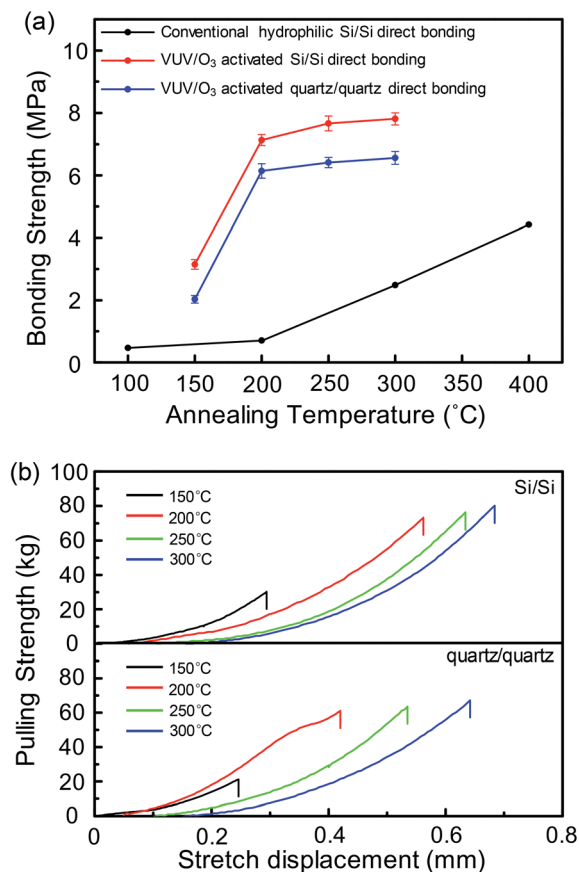 (a)
Conventional hydrophilic Si/Si direct bonding
VUV/O₃ activated Si/Si direct bonding
VUV/O₃ activated quartz/quartz direct bonding
Bonding Strength (MPa)
10
8
6
4
2
0
100 150 200 250 300 350 400
Annealing Temperature (˚C)
(b)
Pulling Strength (kg)
100
80
60
40
20
0
Si/Si
150˚C
200˚C
250˚C
300˚C
80
60
40
20
0
quartz/quartz
150˚C
200˚C
250˚C
300˚C
0 0.2 0.4 0.6 0.8
Stretch displacement (mm)